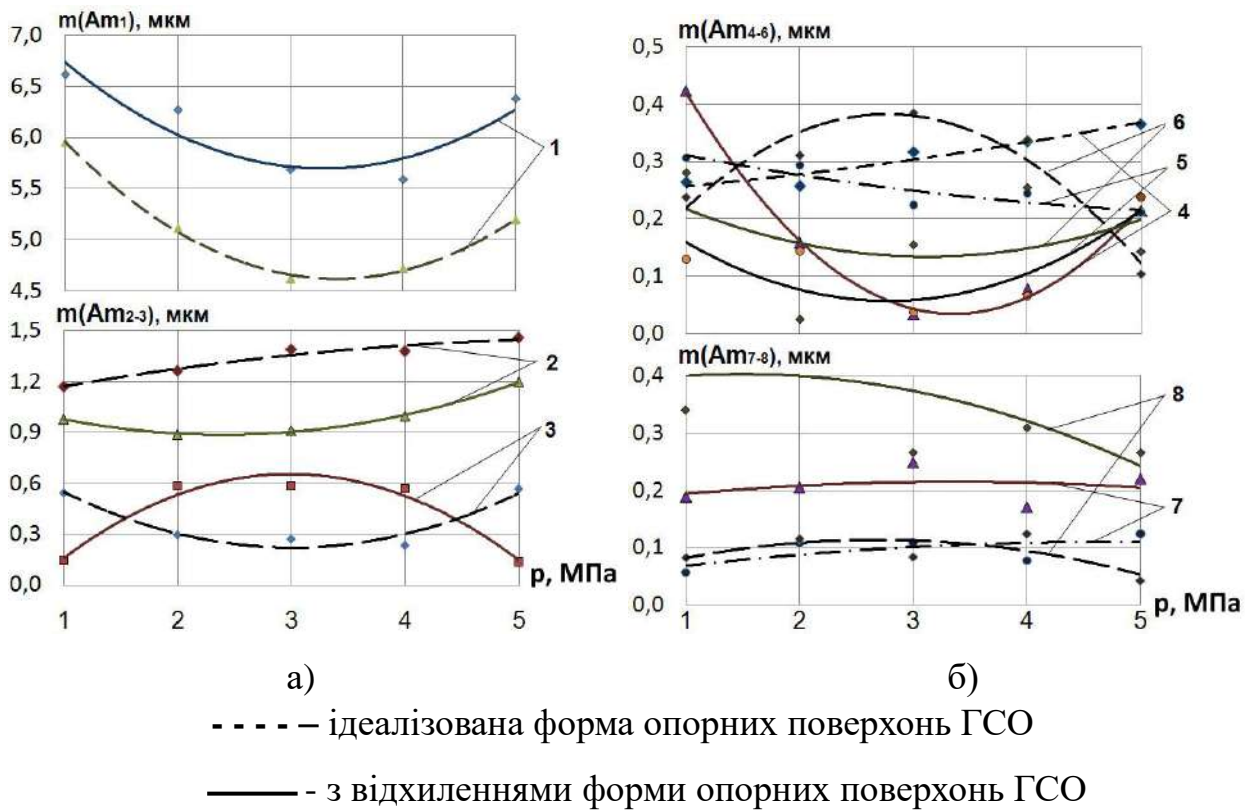 m(Am1), мкм
7,0
6,5
6,0
5,5
5,0
4,5
1
m(Am2-3), мкм
1,5
1,2
0,9
0,6
0,3
0,0
2
3
p, МПа
1 2 3 4 5
а)
m(Am4-6), мкм
0,5
0,4
0,3
0,2
0,1
0,0
6
5
4
m(Am7-8), мкм
0,4
0,3
0,2
0,1
0,0
8
7
p, МПа
1 2 3 4 5
б)
- - - - – ідеалізована форма опорних поверхонь ГСО
—— - з відхиленнями форми опорних поверхонь ГСО